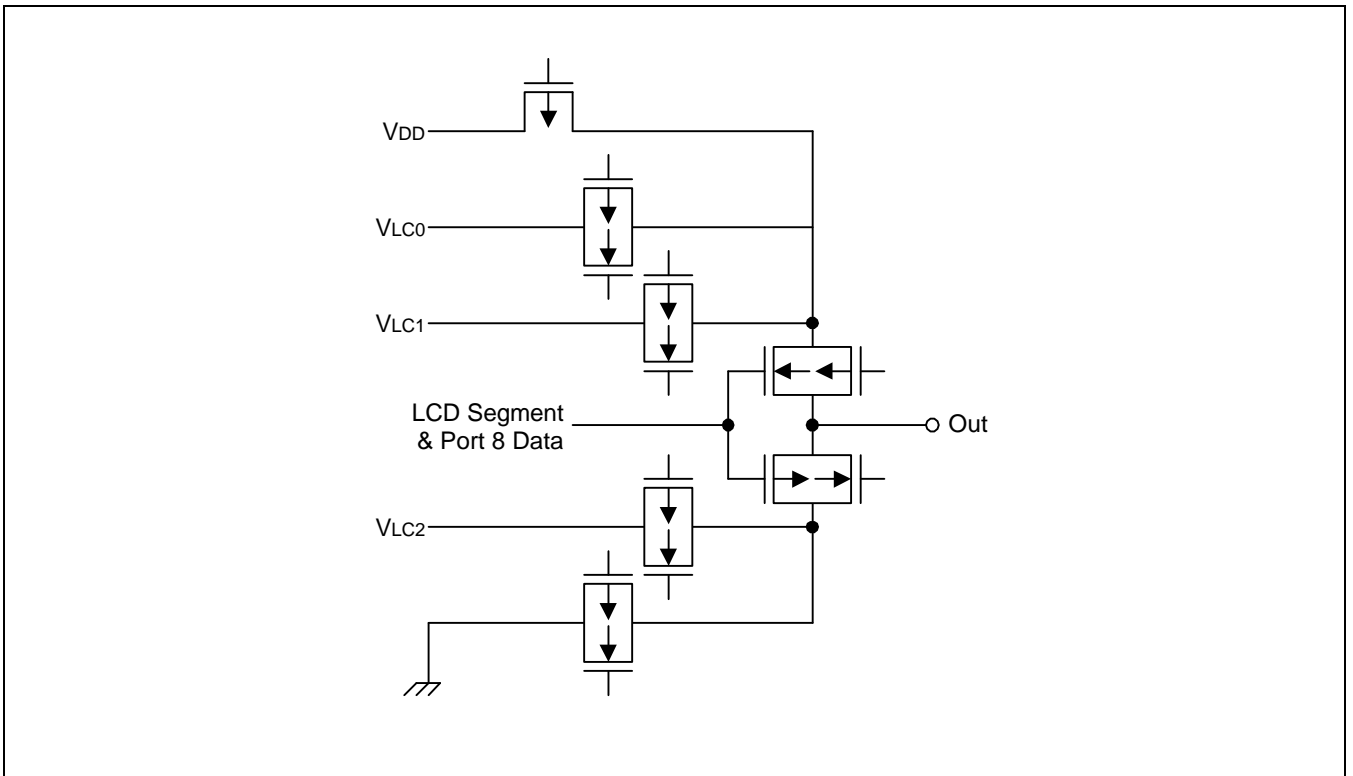 VDD
VLC0
VLC1
LCD Segment
& Port 8 Data
Out
VLC2